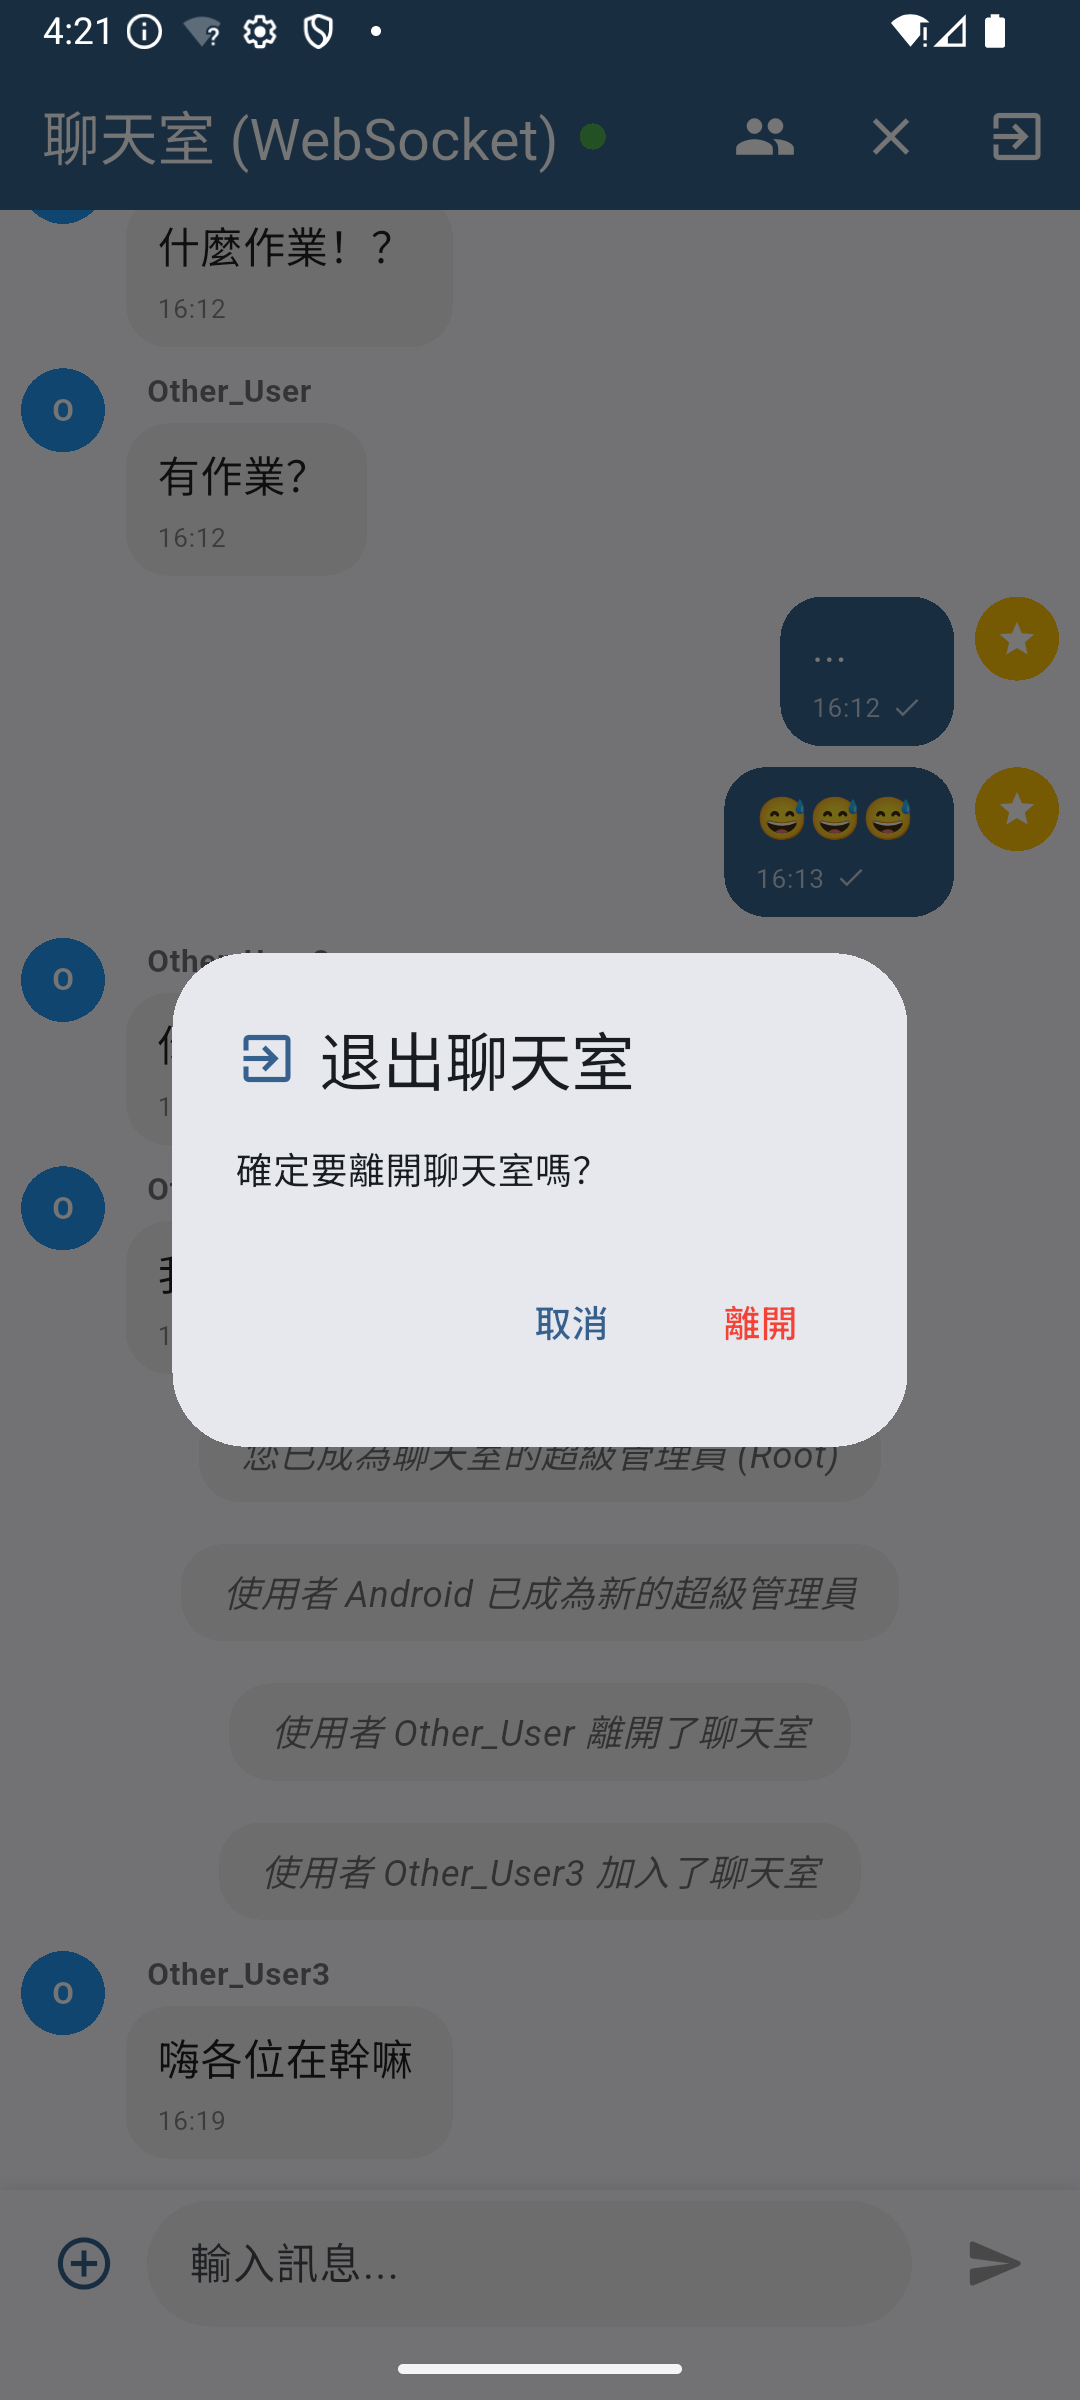 4:21
聊天室 (WebSocket)
什麼作業！？
16:12
O
Other_User
有作業?
16:12
...
16:12
😅😅😅
16:13
O
退出聊天室
確定要離開聊天室嗎?
取消
離開
O
您已成為聊天室的超級管理員 (Root)
使用者 Android 已成為新的超級管理員
使用者 Other_User 離開了聊天室
使用者 Other_User3 加入了聊天室
O
Other_User3
嗨各位在幹嘛
16:19
輸入訊息...